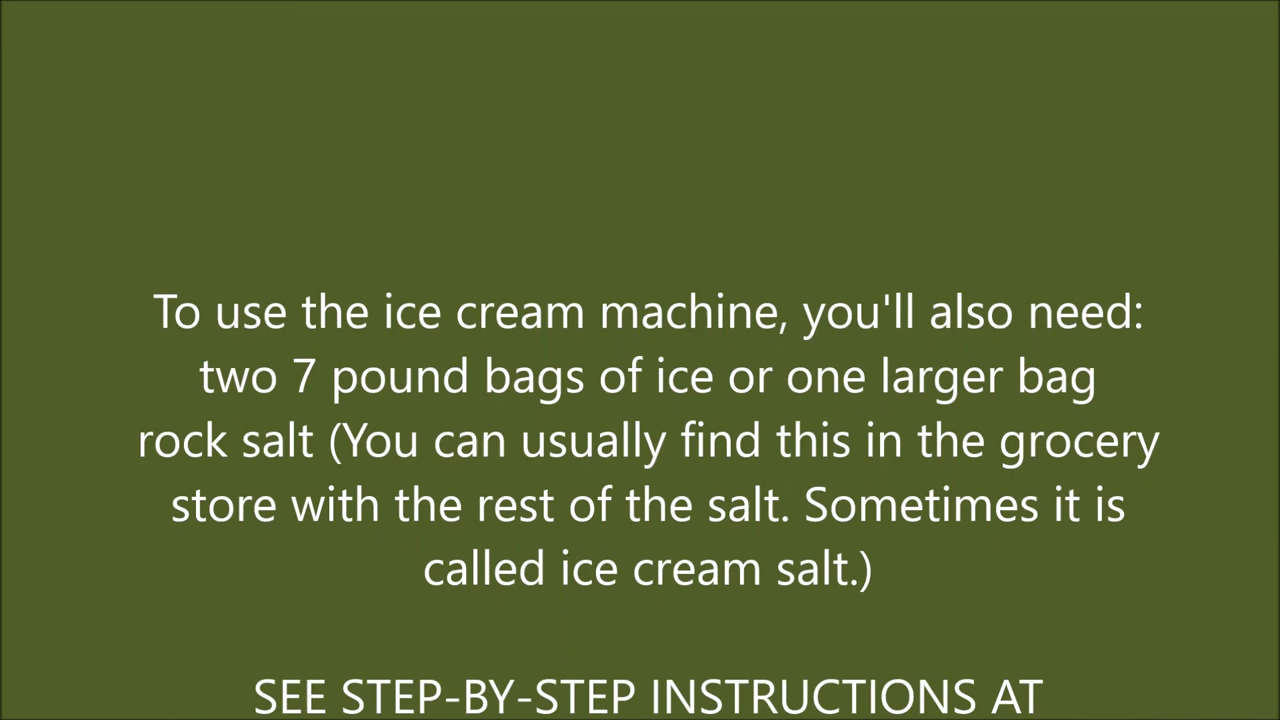 To use the ice cream machine, you'll also need:
two 7 pound bags of ice or one larger bag
rock salt (You can usually find this in the grocery
store with the rest of the salt. Sometimes it is
called ice cream salt.)
SEE STEP-BY-STEP INSTRUCTIONS AT